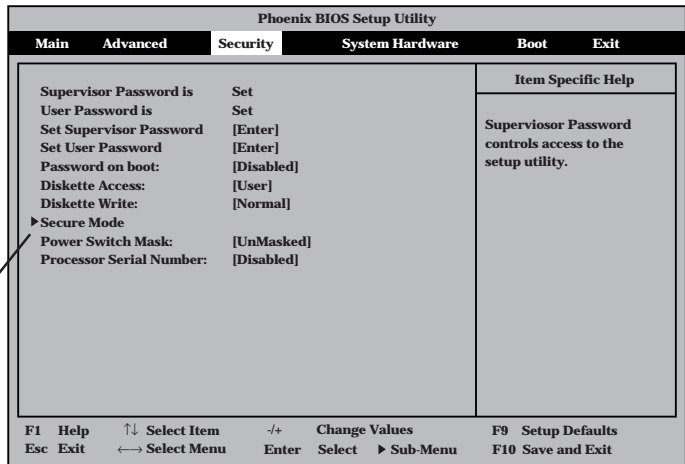 Phoenix BIOS Setup Utility
Main Advanced Security System Hardware Boot Exit
Supervisor Password is Set
User Password is Set
Set Supervisor Password [Enter]
Set User Password [Enter]
Password on boot: [Disabled]
Diskette Access: [User]
Diskette Write: [Normal]
▶Secure Mode
Power Switch Mask: [UnMasked]
Processor Serial Number: [Disabled]
Item Specific Help
Superviosor Password
controls access to the
setup utility.
F1 Help ↑↓ Select Item -/+ Change Values F9 Setup Defaults
Esc Exit ←→ Select Menu Enter Select ▶ Sub-Menu F10 Save and Exit